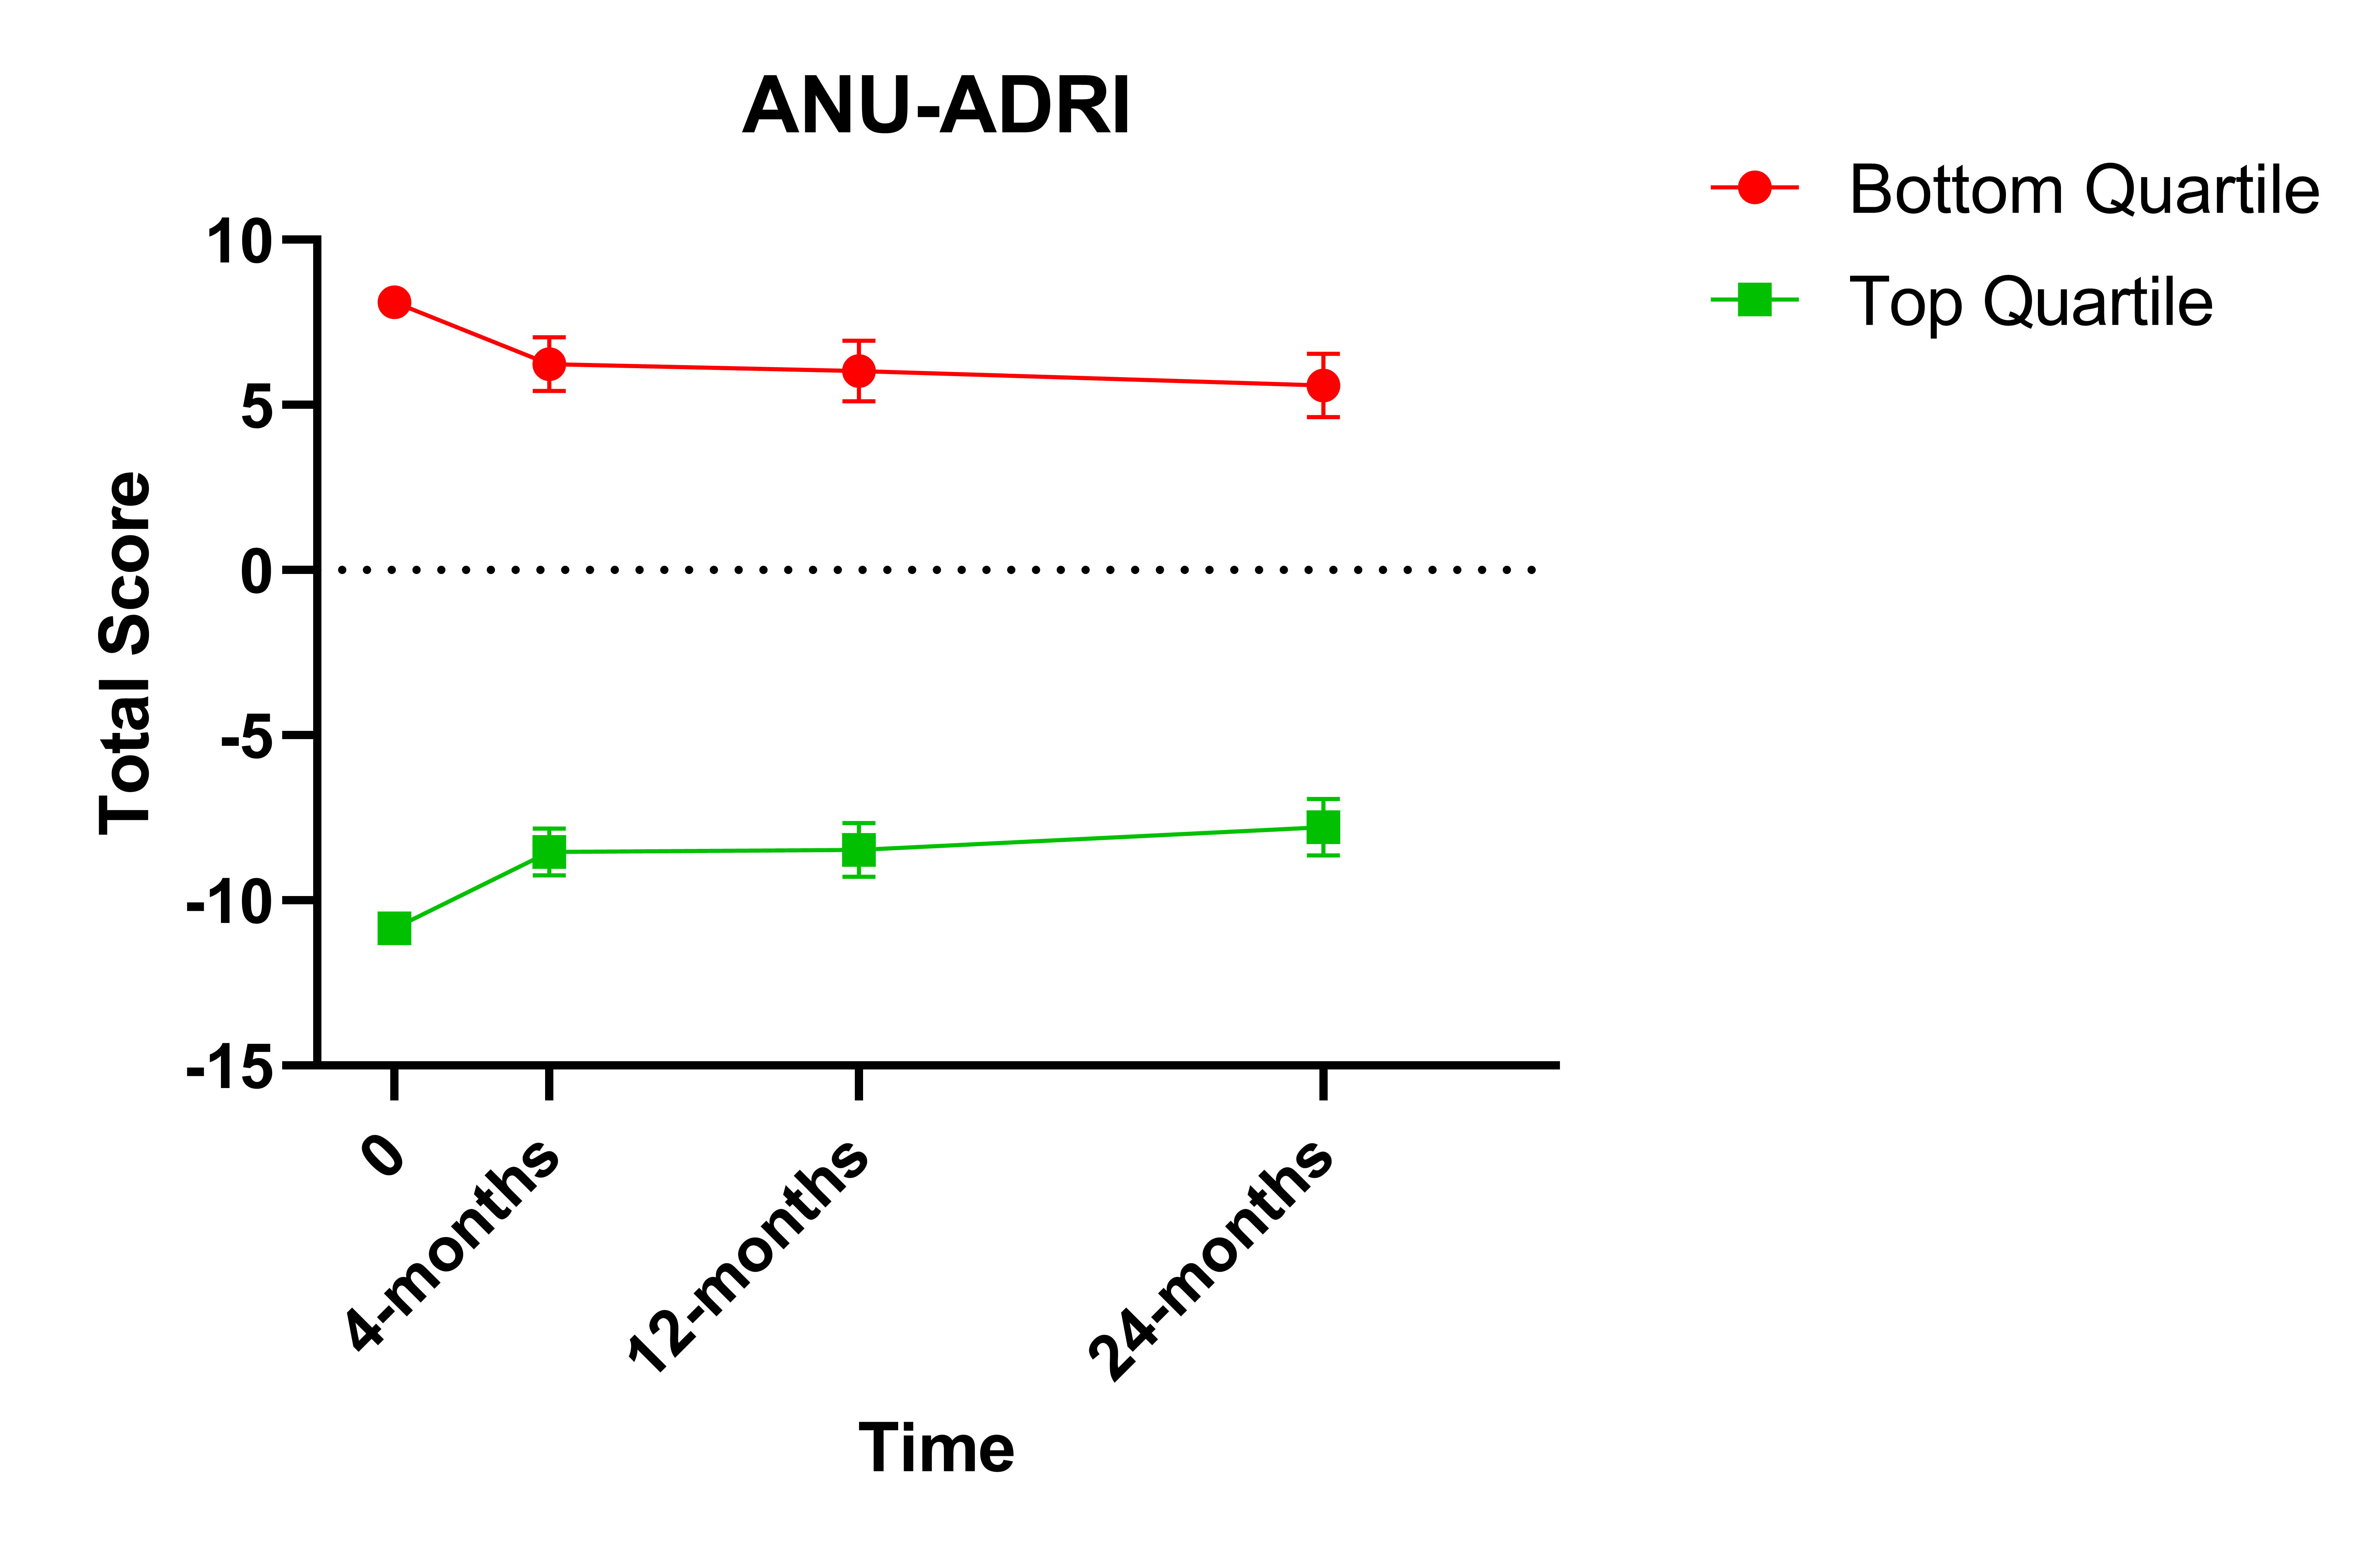 ANU-ADRI
Bottom Quartile
Top Quartile
Total Score
10
5
0
-5
-10
-15
0
4-months
12-months
24-months
Time